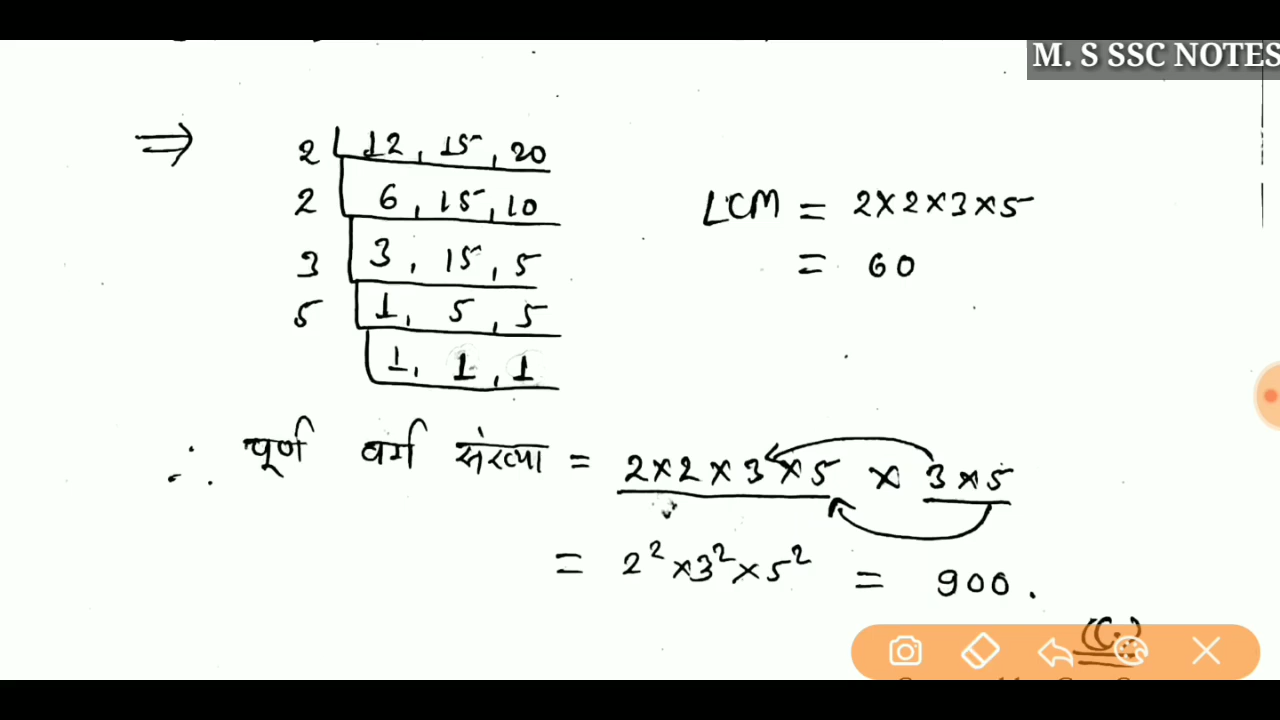 M. S SSC NOTES
⇒ 2 | 12, 15, 20
2 | 6, 15, 10
LCM = 2×2×3×5
3 | 3, 15, 5
= 60
5 | 1, 5, 5
1, 1, 1
∴ पूर्ण वर्ग संख्या = 2×2×3×5 × 3×5
= 2² × 3² × 5² = 900.
(C)